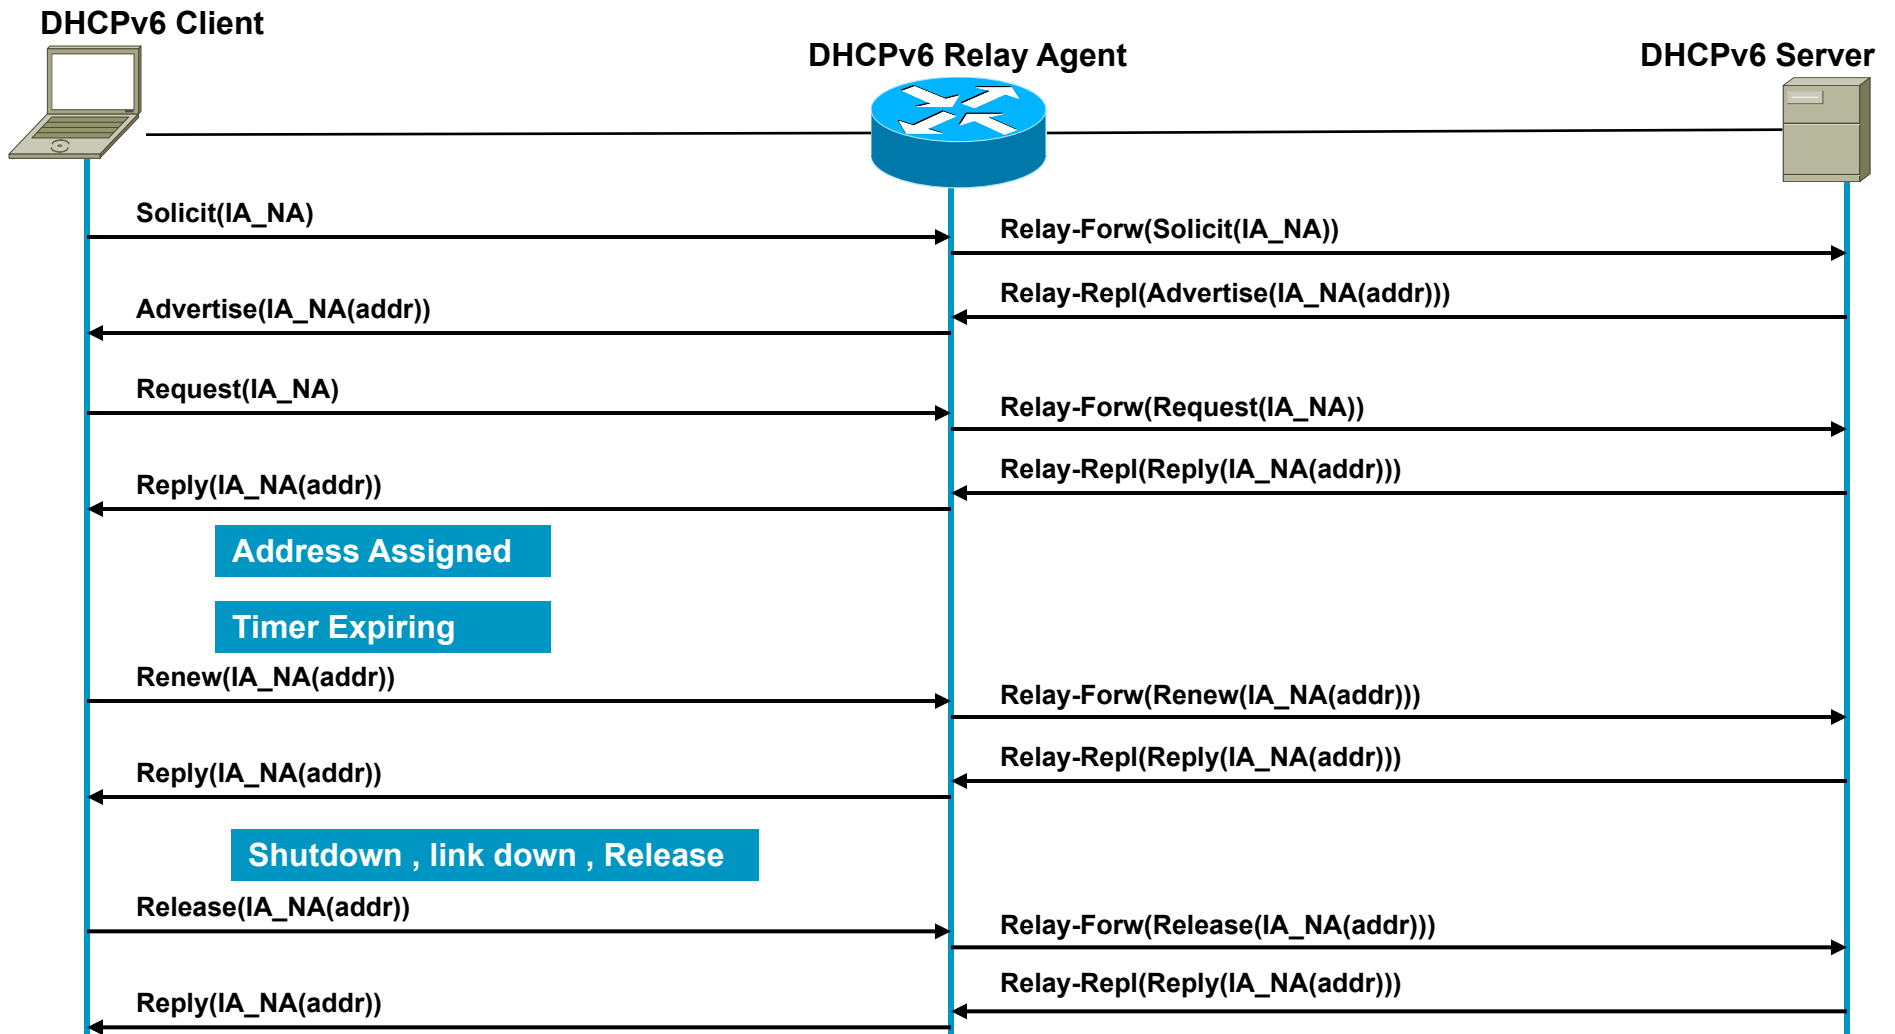 DHCPv6 Client
DHCPv6 Relay Agent
DHCPv6 Server
Solicit(IA_NA)
Relay-Forw(Solicit(IA_NA))
Relay-Repl(Advertise(IA_NA(addr)))
Advertise(IA_NA(addr))
Request(IA_NA)
Relay-Forw(Request(IA_NA))
Relay-Repl(Reply(IA_NA(addr)))
Reply(IA_NA(addr))
Address Assigned
Timer Expiring
Renew(IA_NA(addr))
Relay-Forw(Renew(IA_NA(addr)))
Relay-Repl(Reply(IA_NA(addr)))
Reply(IA_NA(addr))
Shutdown , link down , Release
Release(IA_NA(addr))
Relay-Forw(Release(IA_NA(addr)))
Relay-Repl(Reply(IA_NA(addr)))
Reply(IA_NA(addr))